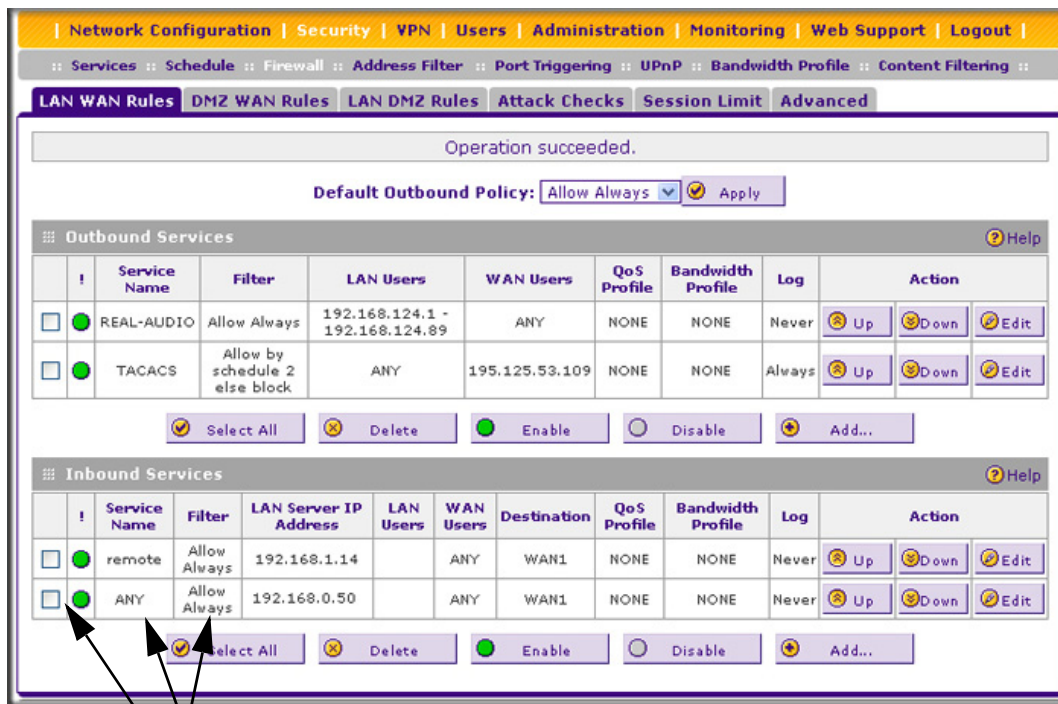 | Network Configuration | Security | VPN | Users | Administration | Monitoring | Web Support | Logout |
:: Services :: Schedule :: Firewall :: Address Filter :: Port Triggering :: UPnP :: Bandwidth Profile :: Content Filtering ::
LAN WAN Rules DMZ WAN Rules LAN DMZ Rules Attack Checks Session Limit Advanced
Operation succeeded.
Default Outbound Policy: Allow Always Apply
Outbound Services ? Help
! Service Name Filter LAN Users WAN Users QoS Profile Bandwidth Profile Log Action
REAL-AUDIO Allow Always 192.168.124.1 - 192.168.124.89 ANY NONE NONE Never Up Down Edit
TACACS Allow by schedule 2 else block ANY 195.125.53.109 NONE NONE Always Up Down Edit
Select All Delete Enable Disable Add...
Inbound Services ? Help
! Service Name Filter LAN Server IP Address LAN Users WAN Users Destination QoS Profile Bandwidth Profile Log Action
remote Allow Always 192.168.1.14 ANY WAN1 NONE NONE Never Up Down Edit
ANY Allow Always 192.168.0.50 ANY WAN1 NONE NONE Never Up Down Edit
Select All Delete Enable Disable Add...